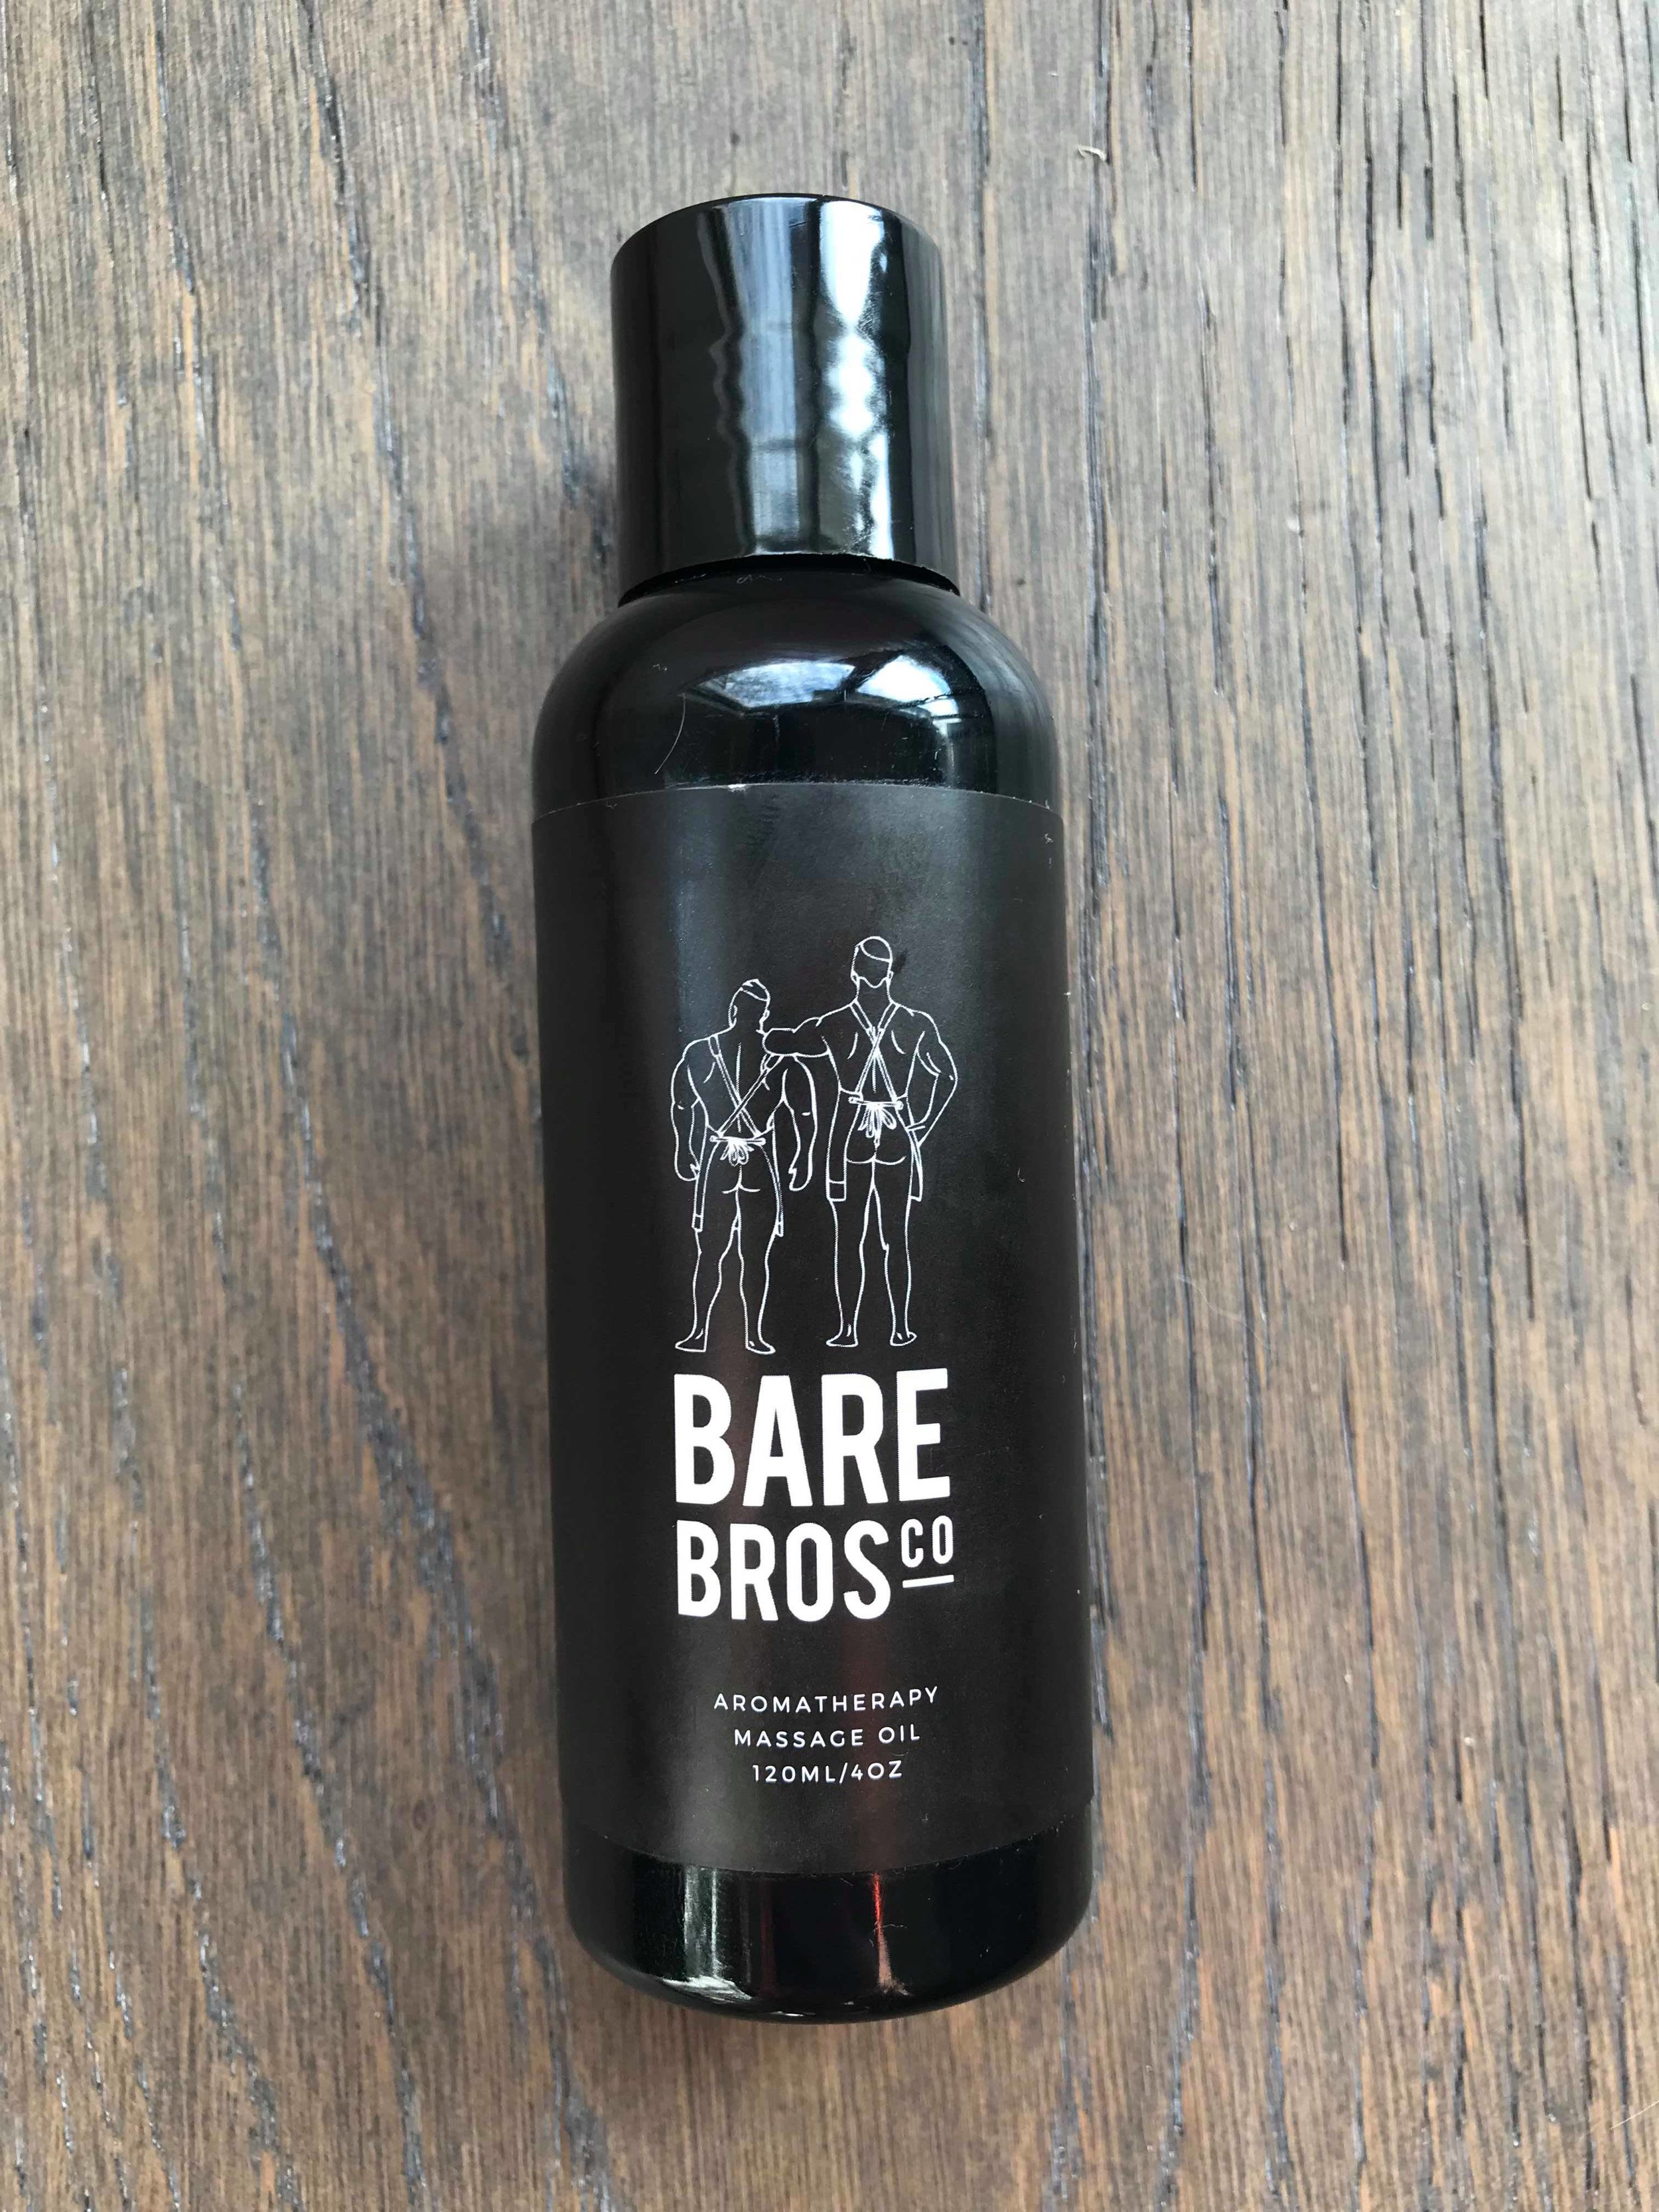 BARE
BROS CO
AROMATHERAPY
MASSAGE OIL
120ML/4OZ